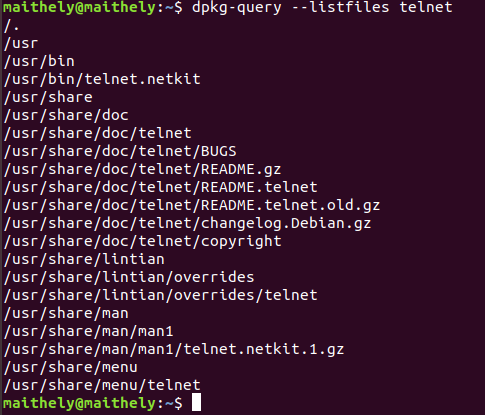 maithely@maithely:~$ dpkg-query --listfiles telnet
/.
/usr
/usr/bin
/usr/bin/telnet.netkit
/usr/share
/usr/share/doc
/usr/share/doc/telnet
/usr/share/doc/telnet/BUGS
/usr/share/doc/telnet/README.gz
/usr/share/doc/telnet/README.telnet
/usr/share/doc/telnet/README.telnet.old.gz
/usr/share/doc/telnet/changelog.Debian.gz
/usr/share/doc/telnet/copyright
/usr/share/lintian
/usr/share/lintian/overrides
/usr/share/lintian/overrides/telnet
/usr/share/man
/usr/share/man/man1
/usr/share/man/man1/telnet.netkit.1.gz
/usr/share/menu
/usr/share/menu/telnet
maithely@maithely:~$